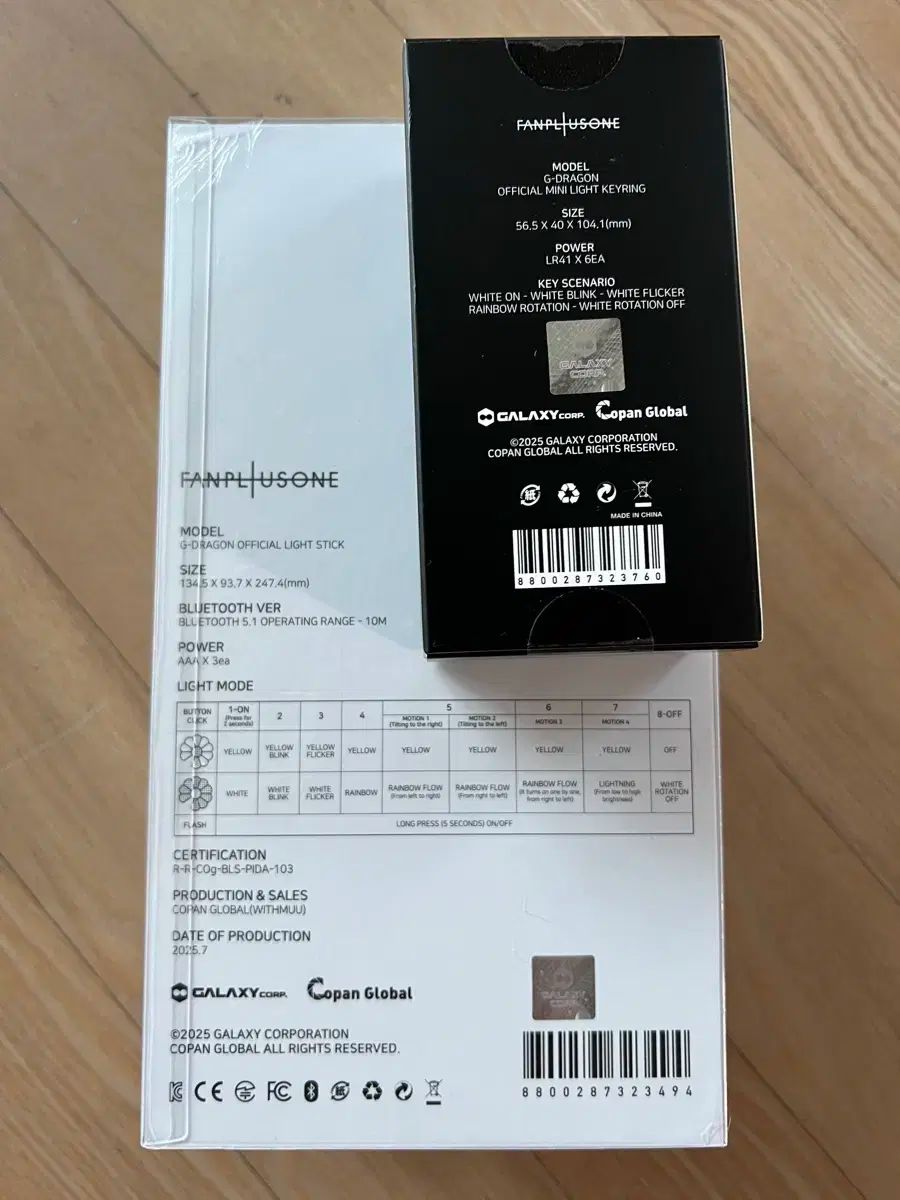 FANPLUSONE
MODEL
G-DRAGON
OFFICIAL MINI LIGHT KEYRING
SIZE
56.5 X 40 X 104.1(mm)
POWER
LR41 X 6EA
KEY SCENARIO
WHITE ON - WHITE BLINK - WHITE FLICKER
RAINBOW ROTATION - WHITE ROTATION OFF
GALAXY
CORP.
GALAXY CORP. Copan Global
©2025 GALAXY CORPORATION
COPAN GLOBAL ALL RIGHTS RESERVED.
紙
MADE IN CHINA
8800287323760
FANPLUSONE
MODEL
G-DRAGON OFFICIAL LIGHT STICK
SIZE
134.5 X 93.7 X 247.4(mm)
BLUETOOTH VER
BLUETOOTH 5.1 OPERATING RANGE - 10M
POWER
AAA X 3ea
LIGHT MODE
BUTTON CLICK 1-ON (Press for 2 seconds) 2 3 4 5 6 7 8-OFF
MOTION 1 (Tilting to the right) MOTION 2 (Tilting to the left) MOTION 3 MOTION 4
YELLOW YELLOW BLINK YELLOW FLICKER YELLOW YELLOW YELLOW YELLOW YELLOW OFF
WHITE WHITE BLINK WHITE FLICKER RAINBOW RAINBOW FLOW (From left to right) RAINBOW FLOW (From right to left) RAINBOW FLOW (It turns on one by one, from right to left) LIGHTNING (From low to high brightness) WHITE ROTATION OFF
FLASH LONG PRESS (5 SECONDS) ON/OFF
CERTIFICATION
R-R-COg-BLS-PIDA-103
PRODUCTION & SALES
COPAN GLOBAL(WITHMUU)
DATE OF PRODUCTION
2025.7
GALAXY CORP. Copan Global
GALAXY
CORP.
©2025 GALAXY CORPORATION
COPAN GLOBAL ALL RIGHTS RESERVED.
CE FC 紙
8800287323494